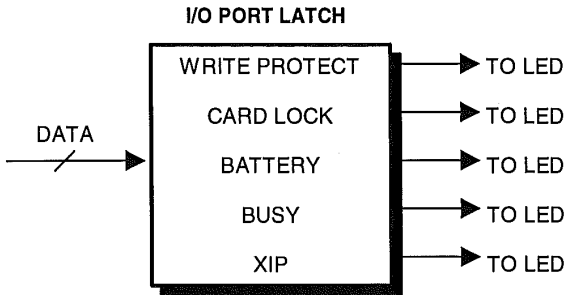 I/O PORT LATCH
WRITE PROTECT TO LED
CARD LOCK TO LED
DATA
BATTERY TO LED
BUSY TO LED
XIP TO LED